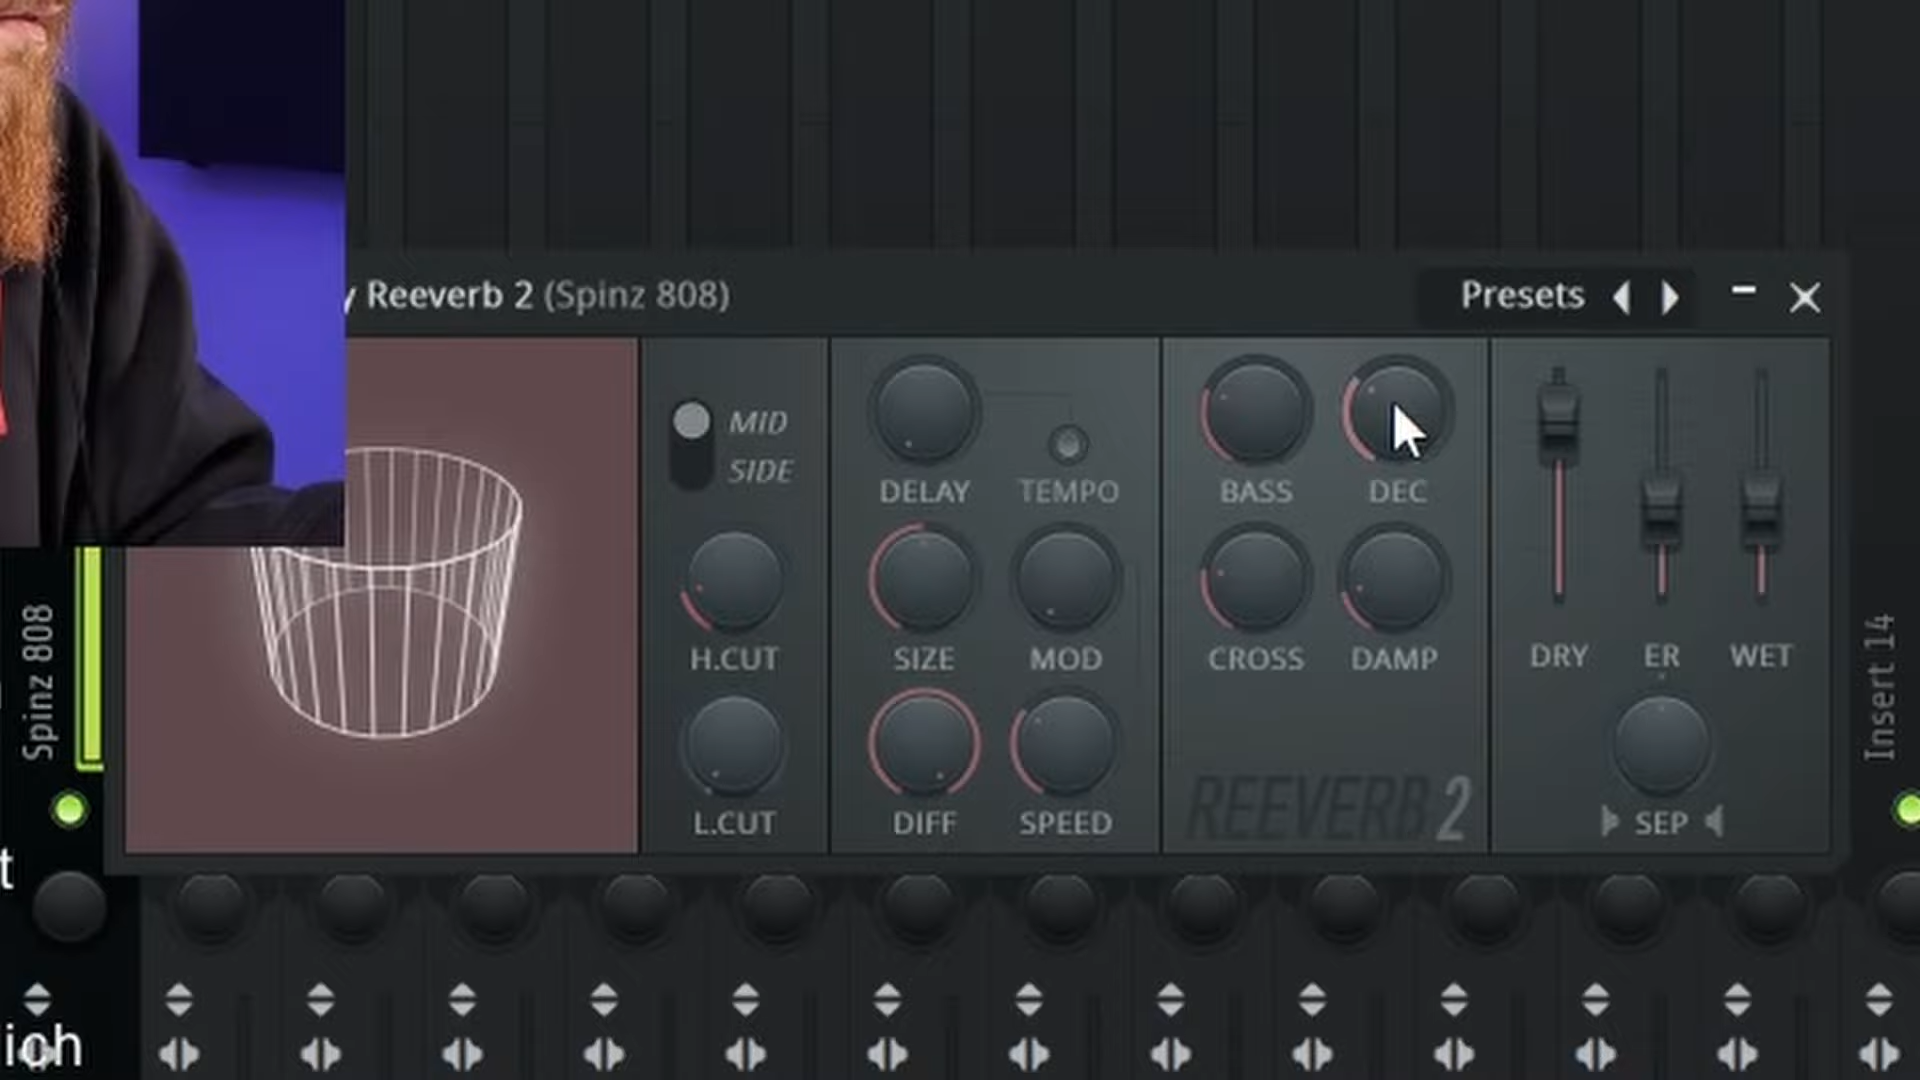 y Reeverb 2 (Spinz 808)
Presets
MID
SIDE
DELAY
TEMPO
BASS
DEC
H.CUT
SIZE
MOD
CROSS
DAMP
DRY
ER
WET
L.CUT
DIFF
SPEED
REEVERB 2
SEP
Spinz 808
Insert 14
t
ich